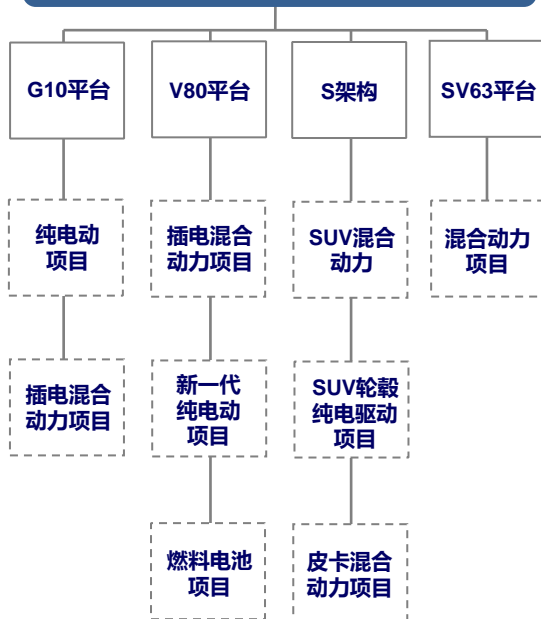 G10平台
V80平台
S架构
SV63平台
纯电动
项目
插电混合
动力项目
SUV混合
动力
混合动力
项目
插电混合
动力项目
新一代
纯电动
项目
SUV轮毂
纯电驱动
项目
燃料电池
项目
皮卡混合
动力项目